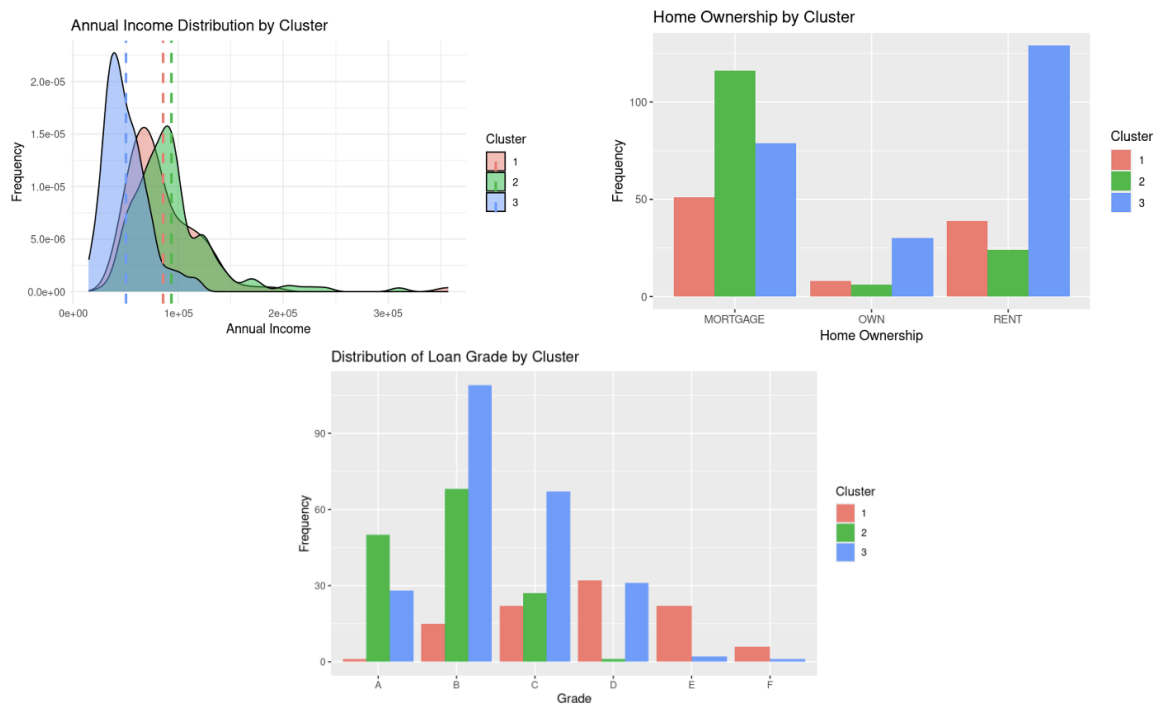 Annual Income Distribution by Cluster
2.0e-05
1.5e-05
1.0e-05
5.0e-06
0.0e+00
Frequency
0e+00 1e+05 2e+05 3e+05
Annual Income
Cluster
1
2
3
Home Ownership by Cluster
100
50
0
Frequency
MORTGAGE OWN RENT
Home Ownership
Cluster
1
2
3
Distribution of Loan Grade by Cluster
90
60
30
0
Frequency
A B C D E F
Grade
Cluster
1
2
3